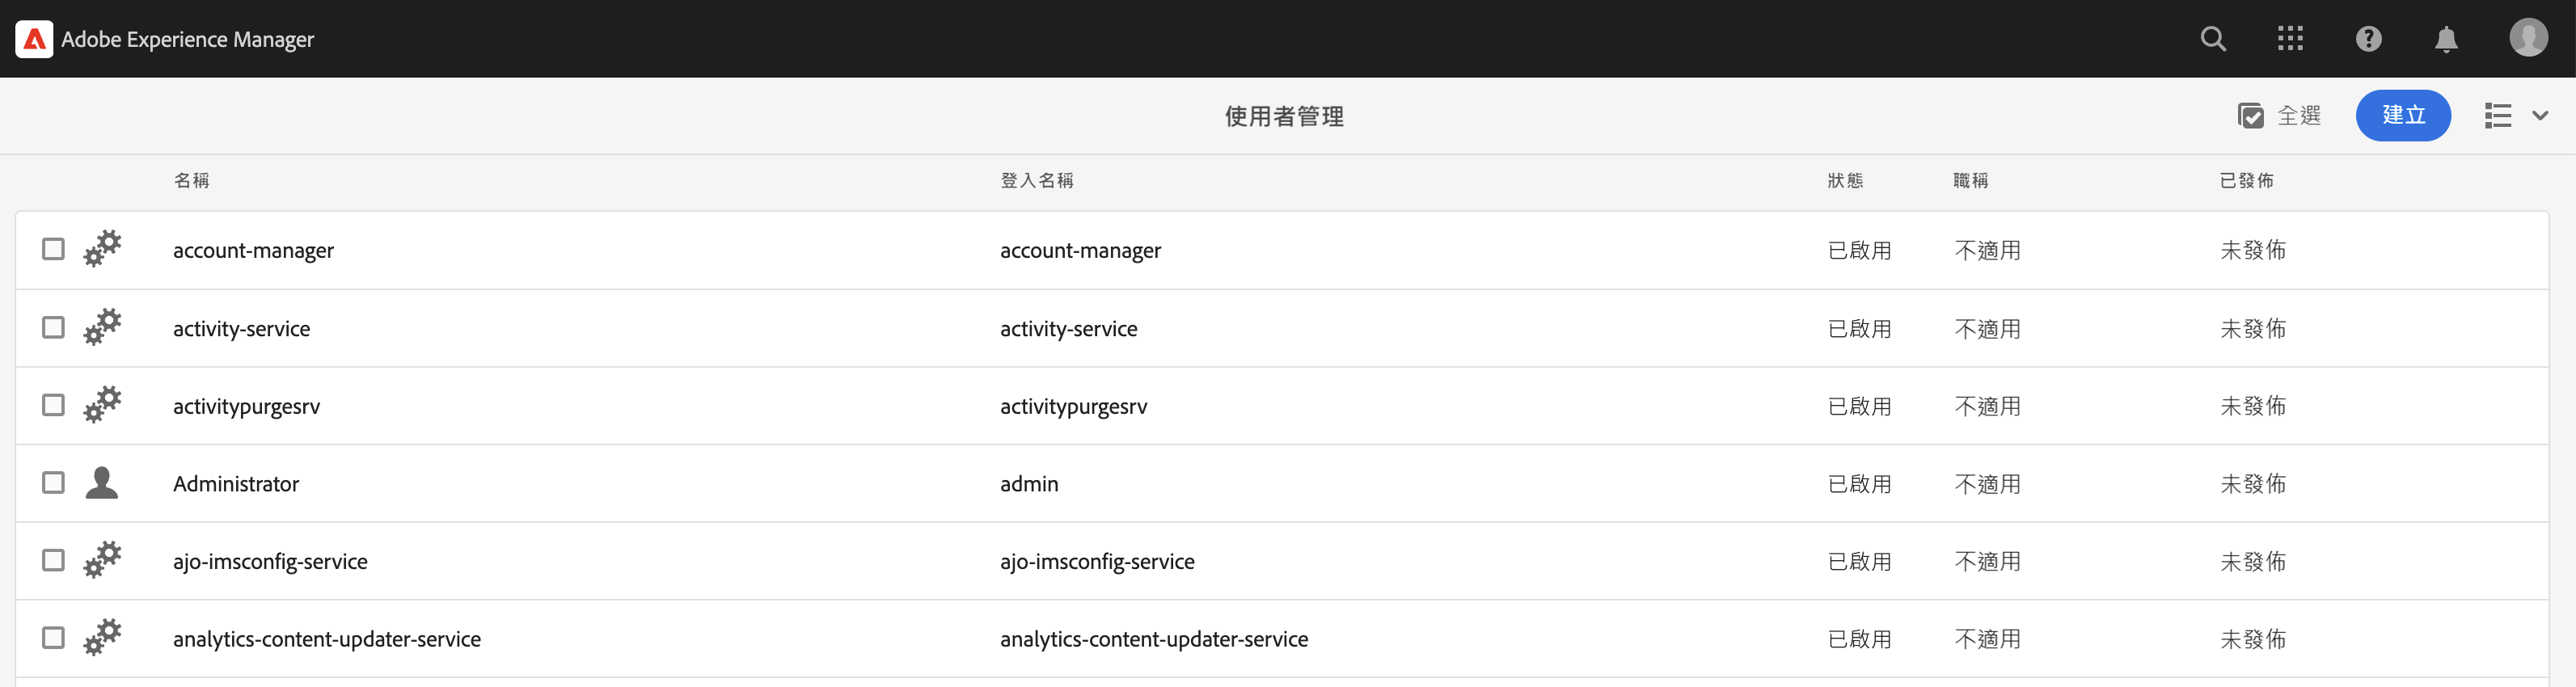 Adobe Experience Manager
使用者管理
全選
建立
名稱 登入名稱 狀態 職稱 已發佈
account-manager account-manager 已啟用 不適用 未發佈
activity-service activity-service 已啟用 不適用 未發佈
activitypurgesrv activitypurgesrv 已啟用 不適用 未發佈
Administrator admin 已啟用 不適用 未發佈
ajo-imsconfig-service ajo-imsconfig-service 已啟用 不適用 未發佈
analytics-content-updater-service analytics-content-updater-service 已啟用 不適用 未發佈